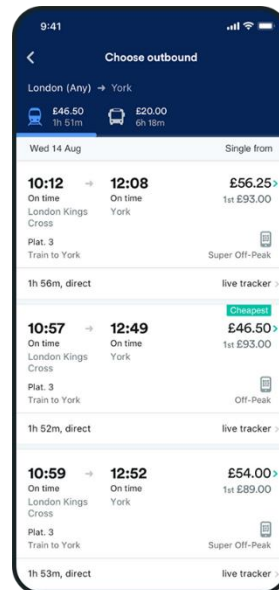 9:41
Choose outbound
London (Any) → York
£46.50 £20.00
1h 51m 6h 18m
Wed 14 Aug Single from
10:12 → 12:08 £56.25
On time On time 1st £93.00
London Kings York
Cross
Plat. 3
Train to York Super Off-Peak
1h 56m, direct live tracker
Cheapest
10:57 → 12:49 £46.50
On time On time 1st £93.00
London Kings York
Cross
Plat. 3
Train to York Off-Peak
1h 52m, direct live tracker
10:59 → 12:52 £54.00
On time On time 1st £89.00
London Kings York
Cross
Plat. 3
Train to York Super Off-Peak
1h 53m, direct live tracker